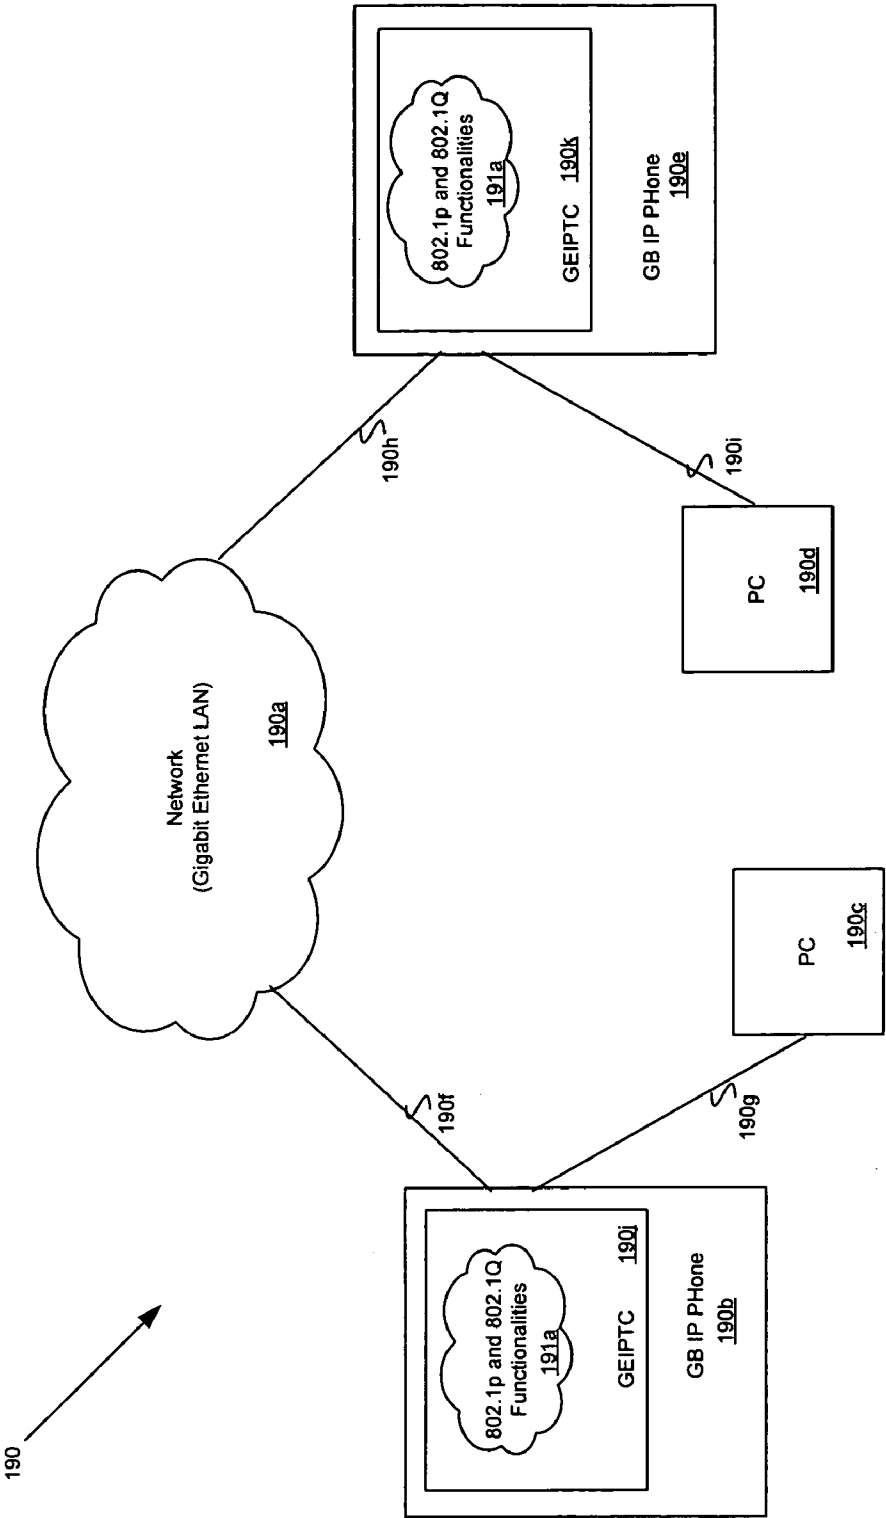 190
Network
(Gigabit Ethernet LAN)
190a
190f
190h
802.1p and 802.1Q
Functionalities
191a
GEIPTC 190j
GB IP PHone
190b
190g
PC
190c
PC
190d
190i
802.1p and 802.1Q
Functionalities
191a
GEIPTC 190k
GB IP PHone
190e